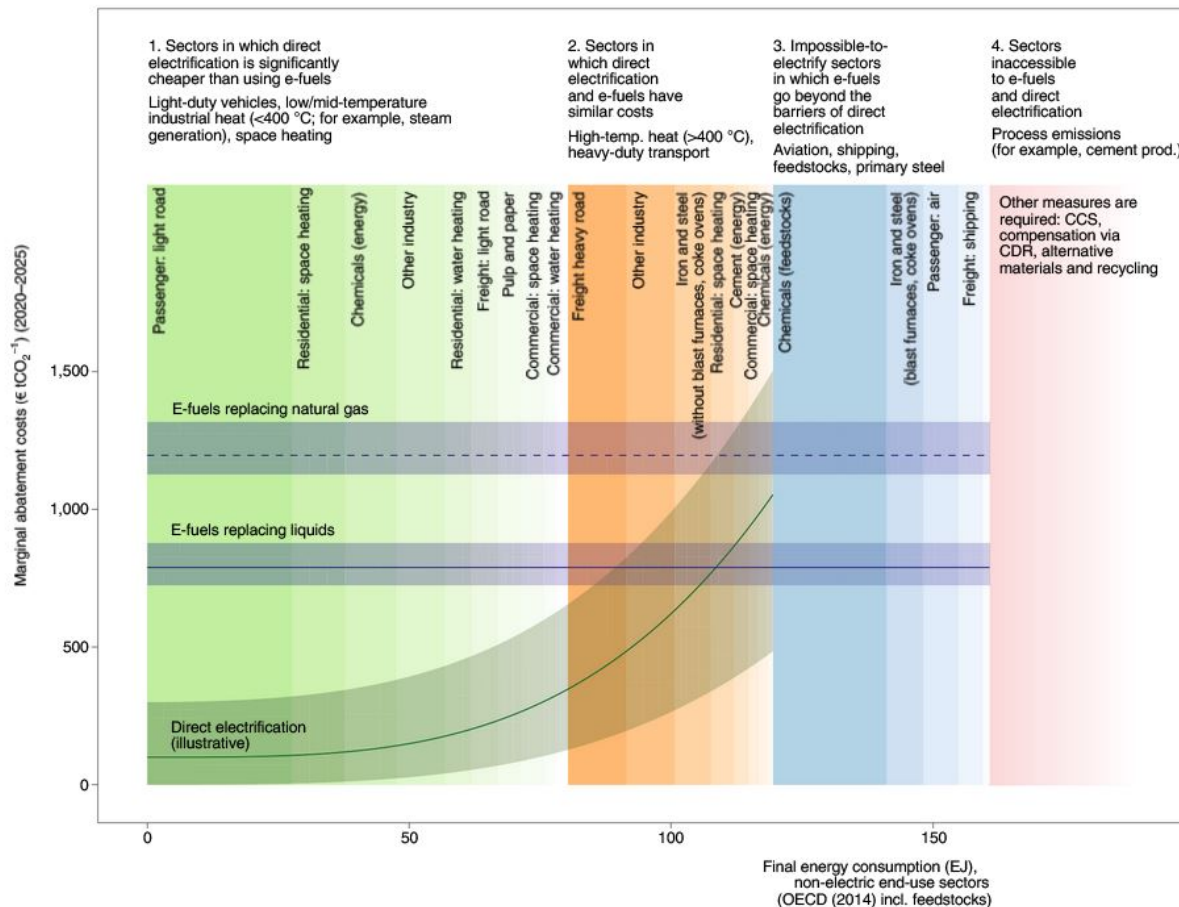 1. Sectors in which direct
electrification is significantly
cheaper than using e-fuels
Light-duty vehicles, low/mid-temperature
industrial heat (<400 °C; for example, steam
generation), space heating
2. Sectors in
which direct
electrification
and e-fuels have
similar costs
High-temp. heat (>400 °C),
heavy-duty transport
3. Impossible-to-
electrify sectors
in which e-fuels
go beyond the
barriers of direct
electrification
Aviation, shipping,
feedstocks, primary steel
4. Sectors
inaccessible
to e-fuels
and direct
electrification
Process emissions
(for example, cement prod.)
Passenger: light road
Residential: space heating
Chemicals (energy)
Other industry
Residential: water heating
Freight: light road
Pulp and paper
Commercial: space heating
Commercial: water heating
Freight heavy road
Other industry
Iron and steel
(without blast furnaces, coke ovens)
Residential: space heating
Cement (energy)
Commercial: space heating
Chemicals (energy)
Chemicals (feedstocks)
Iron and steel
(blast furnaces, coke ovens)
Passenger: air
Freight: shipping
Other measures are
required: CCS,
compensation via
CDR, alternative
materials and recycling
Marginal abatement costs (€ tCO₂⁻¹) (2020–2025)
1,500
1,000
500
0
E-fuels replacing natural gas
E-fuels replacing liquids
Direct electrification
(illustrative)
0
50
100
150
Final energy consumption (EJ),
non-electric end-use sectors
(OECD (2014) incl. feedstocks)